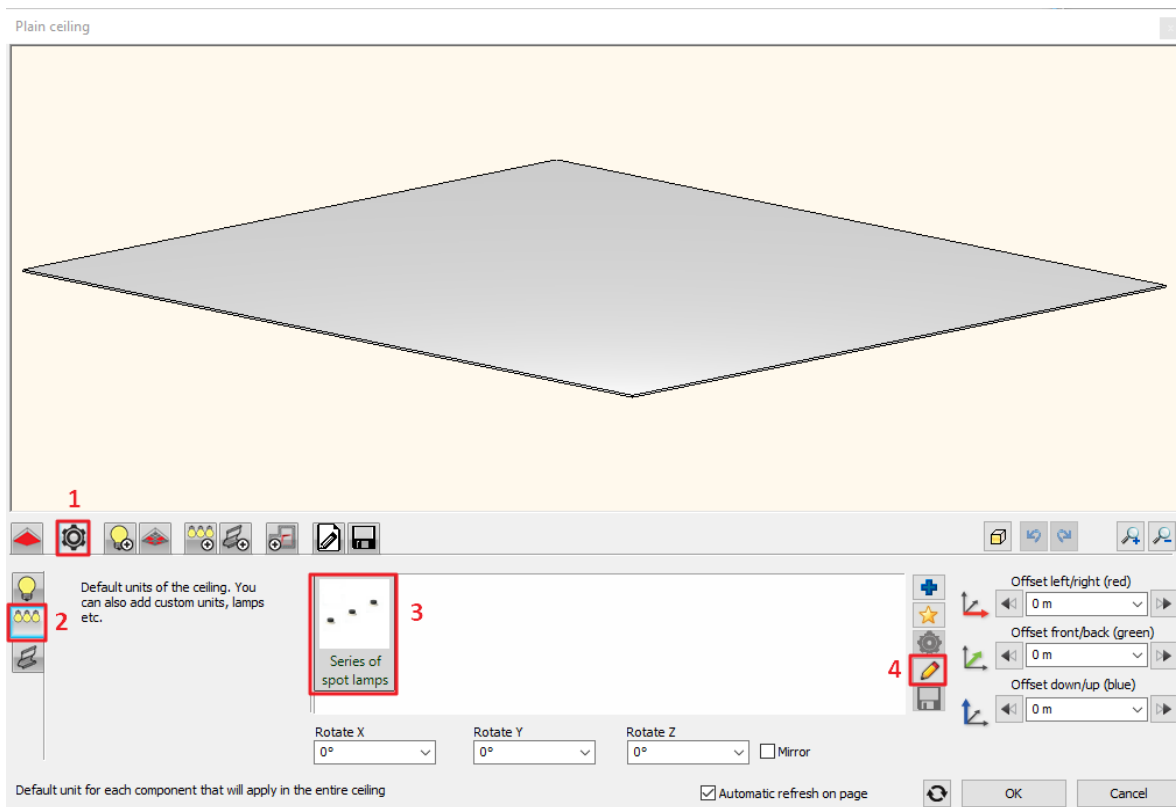 Plain ceiling
x
1
2
Default units of the ceiling. You
can also add custom units, lamps
etc.
3
Series of
spot lamps
4
Offset left/right (red)
0 m
Offset front/back (green)
0 m
Offset down/up (blue)
0 m
Rotate X
Rotate Y
Rotate Z
0°
0°
0°
Mirror
Default unit for each component that will apply in the entire ceiling
Automatic refresh on page
OK
Cancel